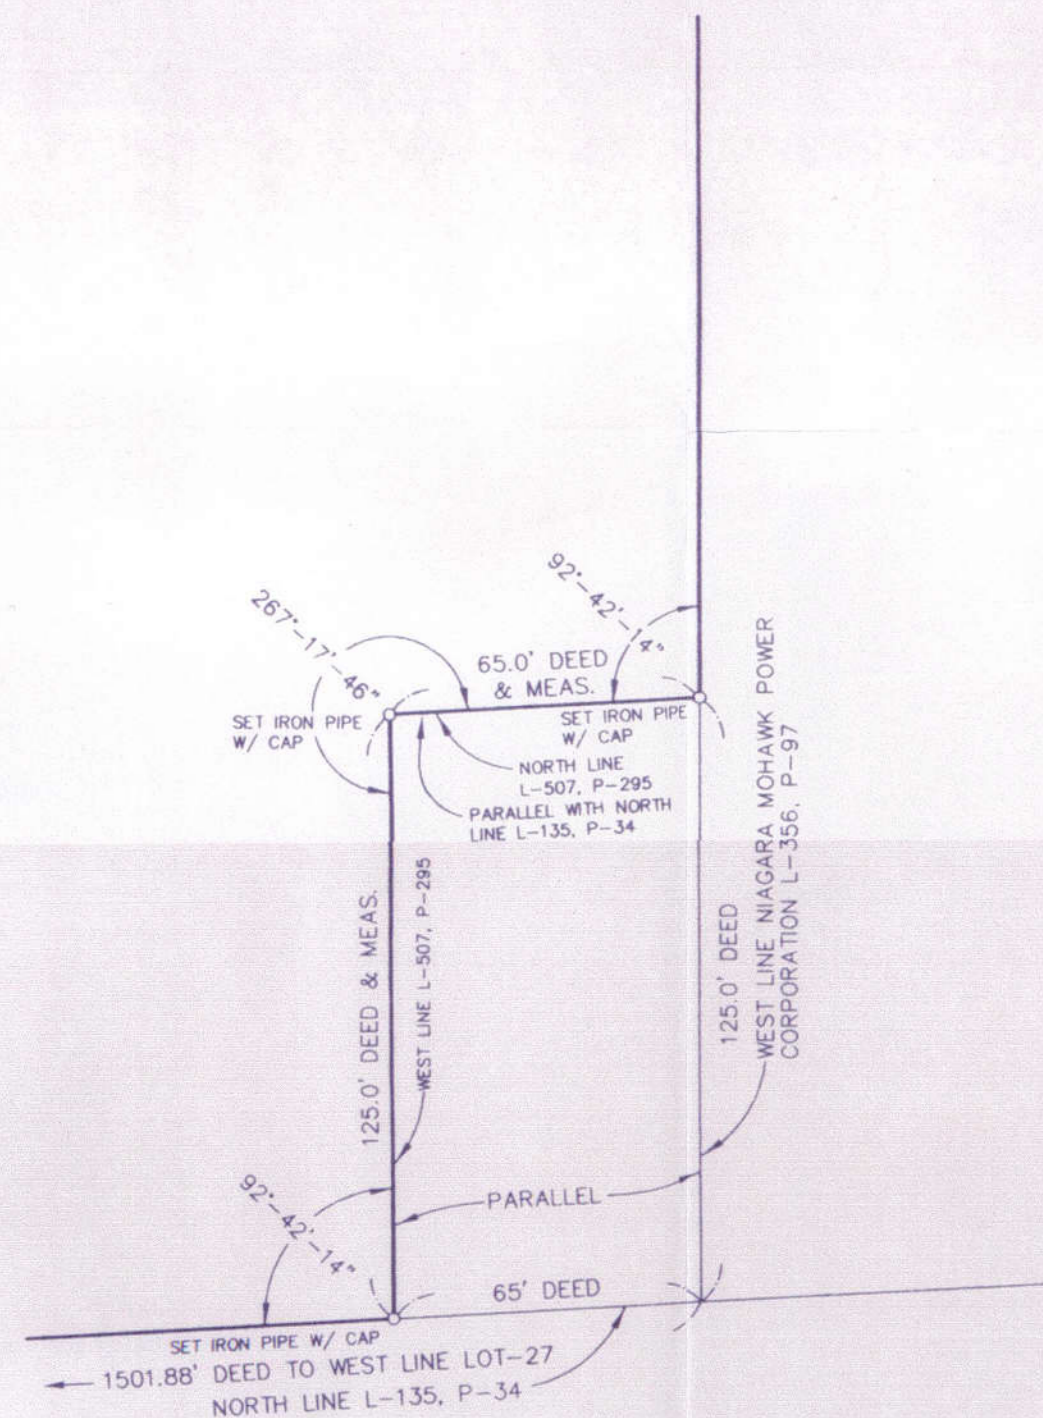 92°-42'-14"
267°-17'-46"
65.0' DEED
& MEAS.
SET IRON PIPE
W/ CAP
SET IRON PIPE
W/ CAP
NORTH LINE
L-507, P-295
PARALLEL WITH NORTH
LINE L-135, P-34
WEST LINE NIAGARA MOHAWK POWER
CORPORATION L-356, P-97
125.0' DEED
125.0' DEED & MEAS.
WEST LINE L-507, P-295
92°-42'-14"
PARALLEL
65' DEED
SET IRON PIPE W/ CAP
1501.88' DEED TO WEST LINE LOT-27
NORTH LINE L-135, P-34